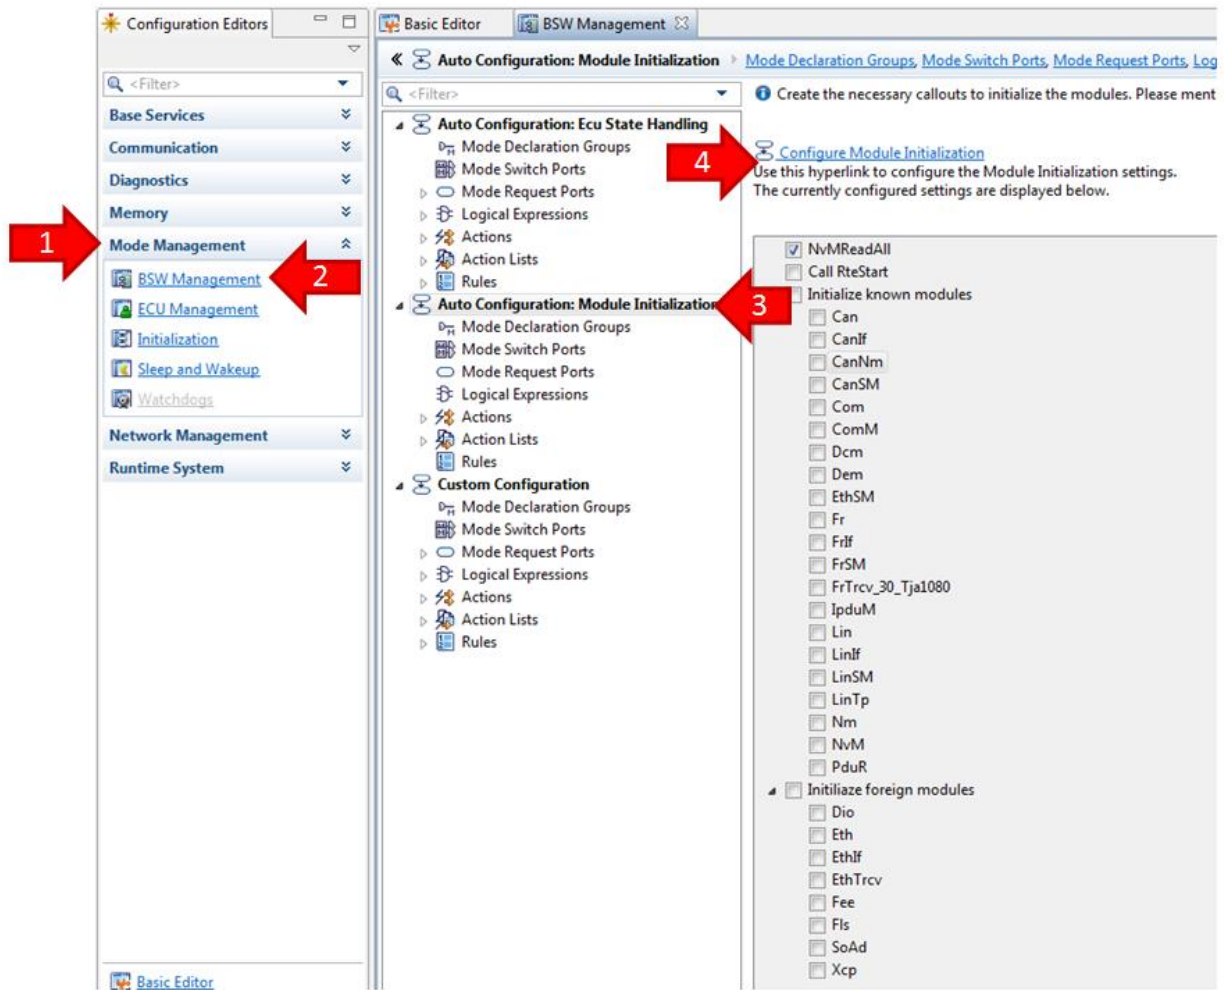 Configuration Editors
<Filter>
Base Services
Communication
Diagnostics
Memory
1
Mode Management
BSW Management
2
ECU Management
Initialization
Sleep and Wakeup
Watchdogs
Network Management
Runtime System
Basic Editor
Basic Editor
BSW Management
Auto Configuration: Module Initialization
Mode Declaration Groups, Mode Switch Ports, Mode Request Ports, Log
<Filter>
Auto Configuration: Ecu State Handling
Mode Declaration Groups
Mode Switch Ports
Mode Request Ports
Logical Expressions
Actions
Action Lists
Rules
Auto Configuration: Module Initialization
3
Mode Declaration Groups
Mode Switch Ports
Mode Request Ports
Logical Expressions
Actions
Action Lists
Rules
Custom Configuration
Mode Declaration Groups
Mode Switch Ports
Mode Request Ports
Logical Expressions
Actions
Action Lists
Rules
Create the necessary callouts to initialize the modules. Please ment
4
Configure Module Initialization
Use this hyperlink to configure the Module Initialization settings.
The currently configured settings are displayed below.
NvMReadAll
Call RteStart
Initialize known modules
Can
CanIf
CanNm
CanSM
Com
ComM
Dcm
Dem
EthSM
Fr
FrIf
FrSM
FrTrcv_30_Tja1080
IpduM
Lin
LinIf
LinSM
LinTp
Nm
NvM
PduR
Initiliaze foreign modules
Dio
Eth
EthIf
EthTrcv
Fee
Fls
SoAd
Xcp